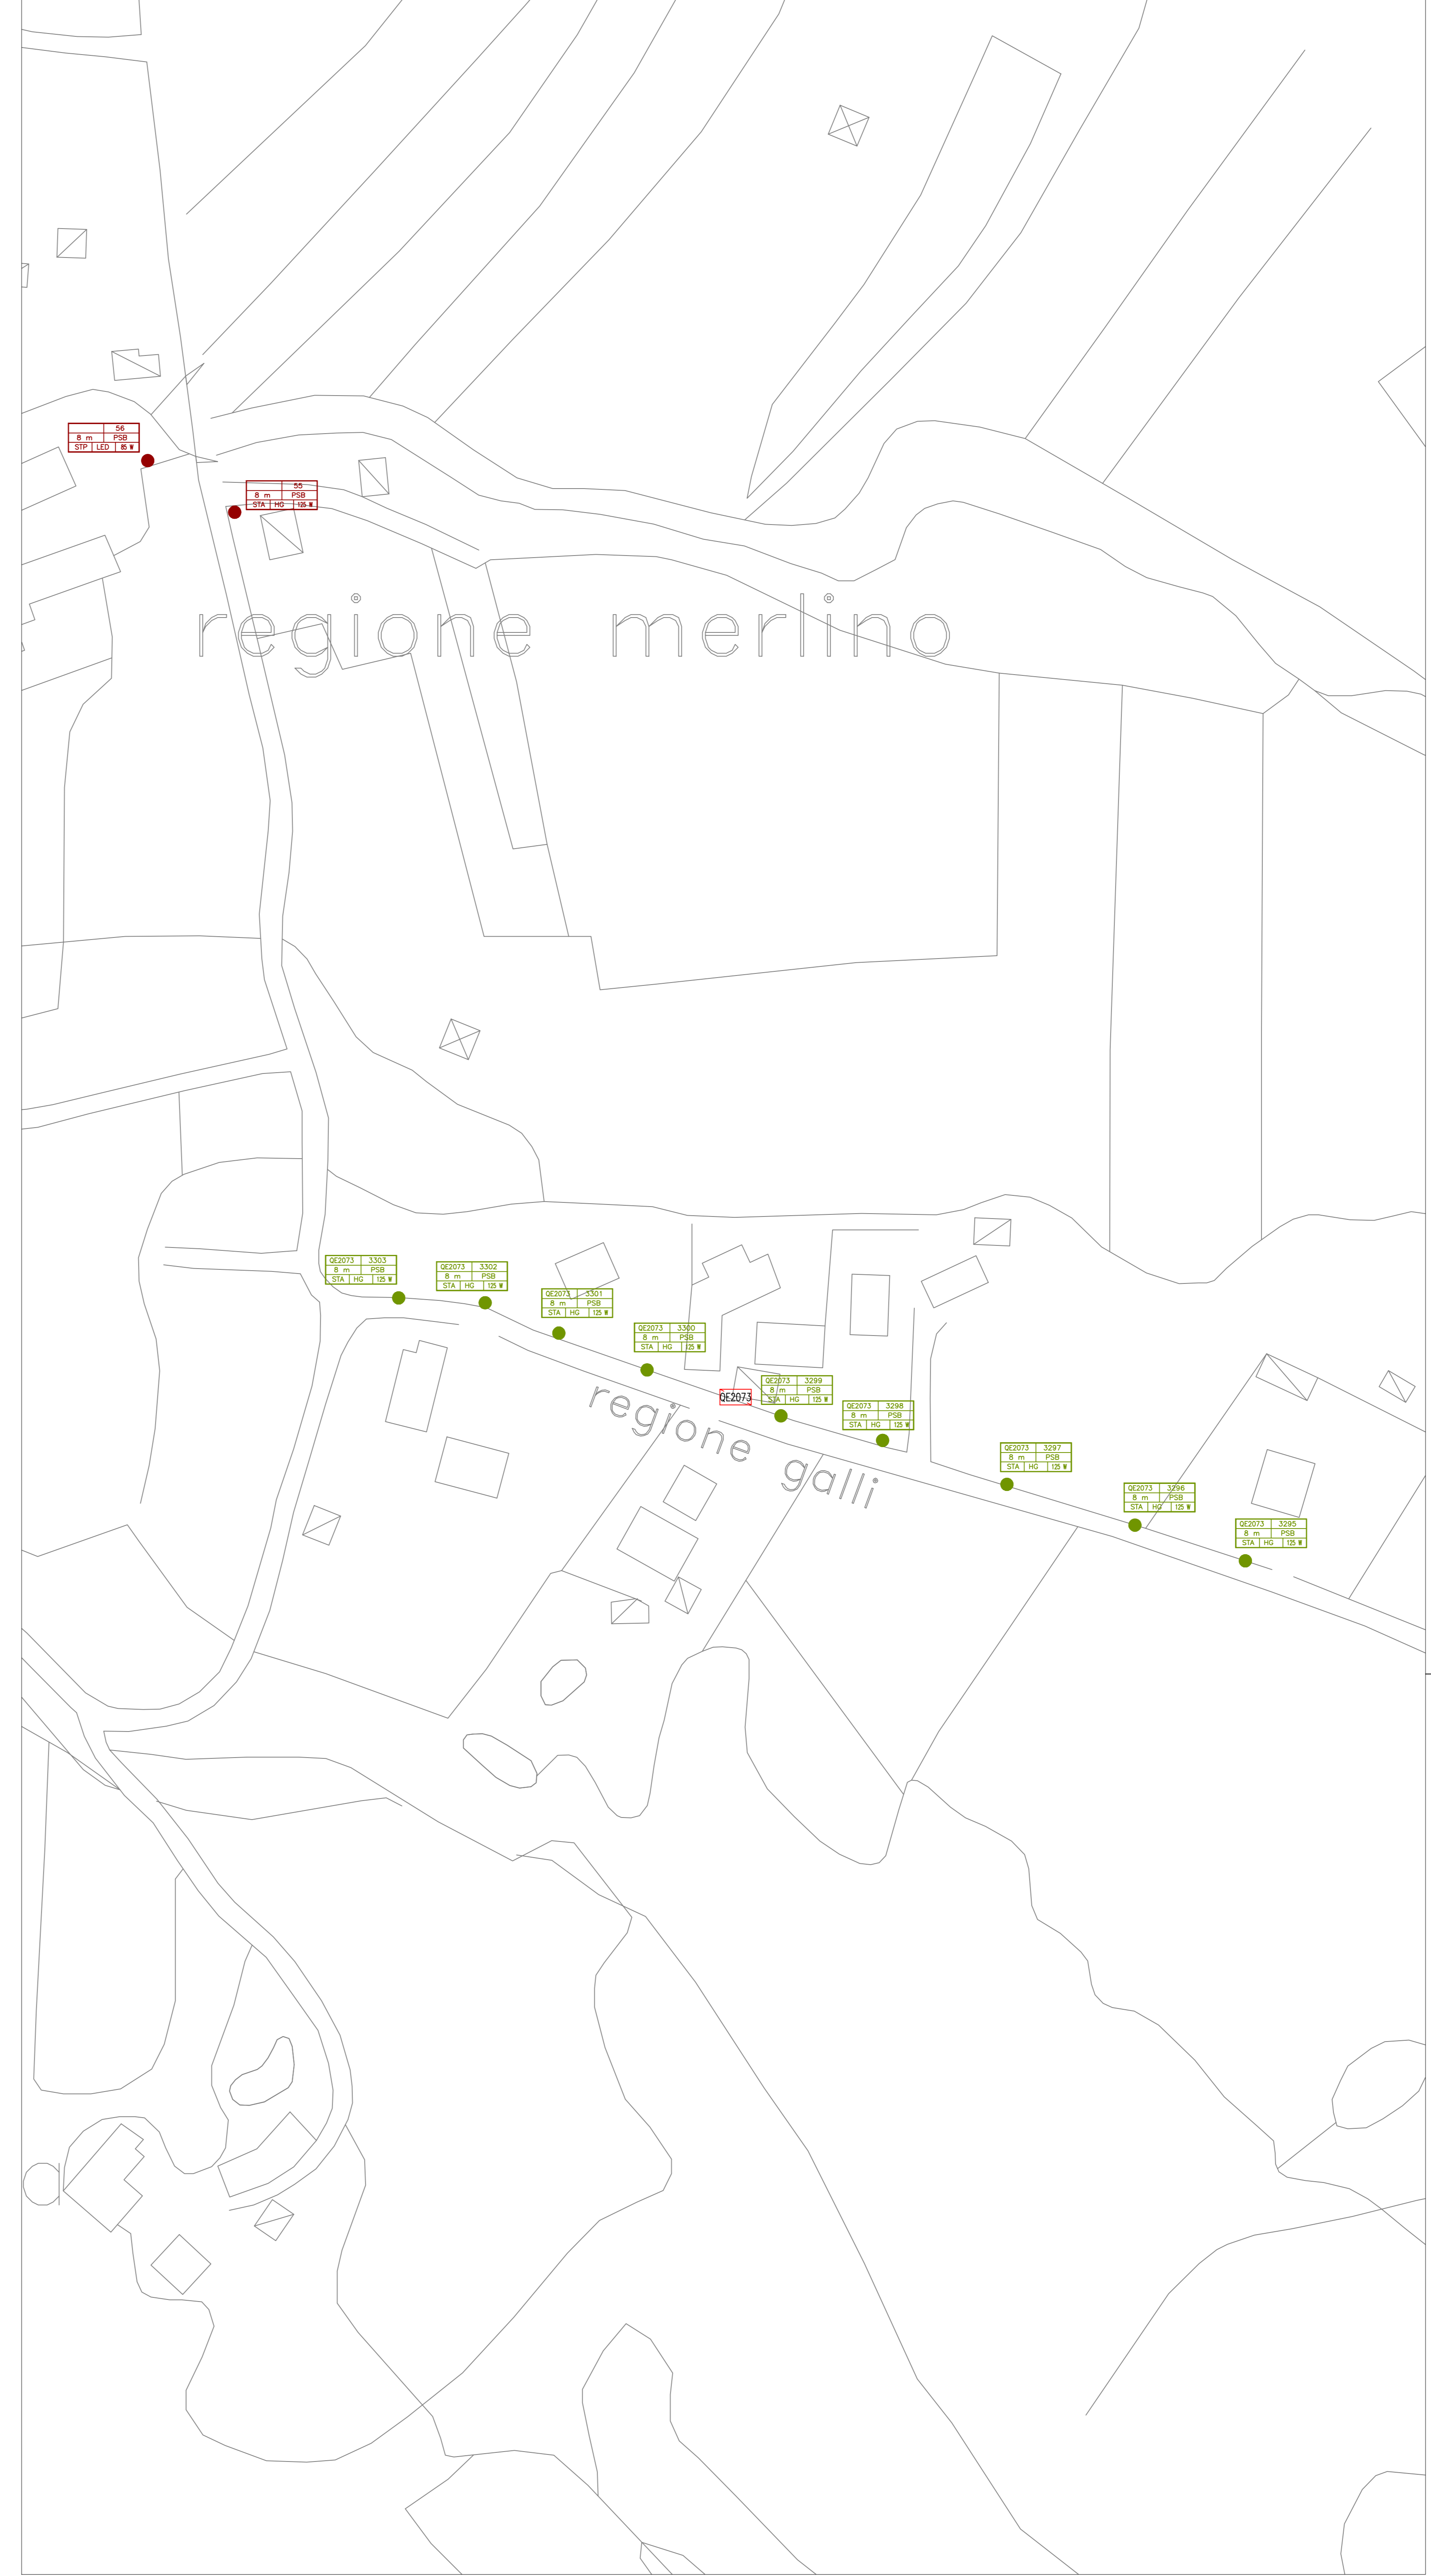 56
8 m PSB
STP LED 85 W
55
8 m PSB
STA HG 125 W
regione merlino
QE2073 3303
8 m PSB
STA HG 125 W
QE2073 3302
8 m PSB
STA HG 125 W
QE2073 3301
8 m PSB
STA HG 125 W
QE2073 3300
8 m PSB
STA HG 125 W
QE2073
QE2073 3299
8 m PSB
STA HG 125 W
QE2073 3298
8 m PSB
STA HG 125 W
regione galli
QE2073 3297
8 m PSB
STA HG 125 W
QE2073 3296
8 m PSB
STA HG 125 W
QE2073 3295
8 m PSB
STA HG 125 W